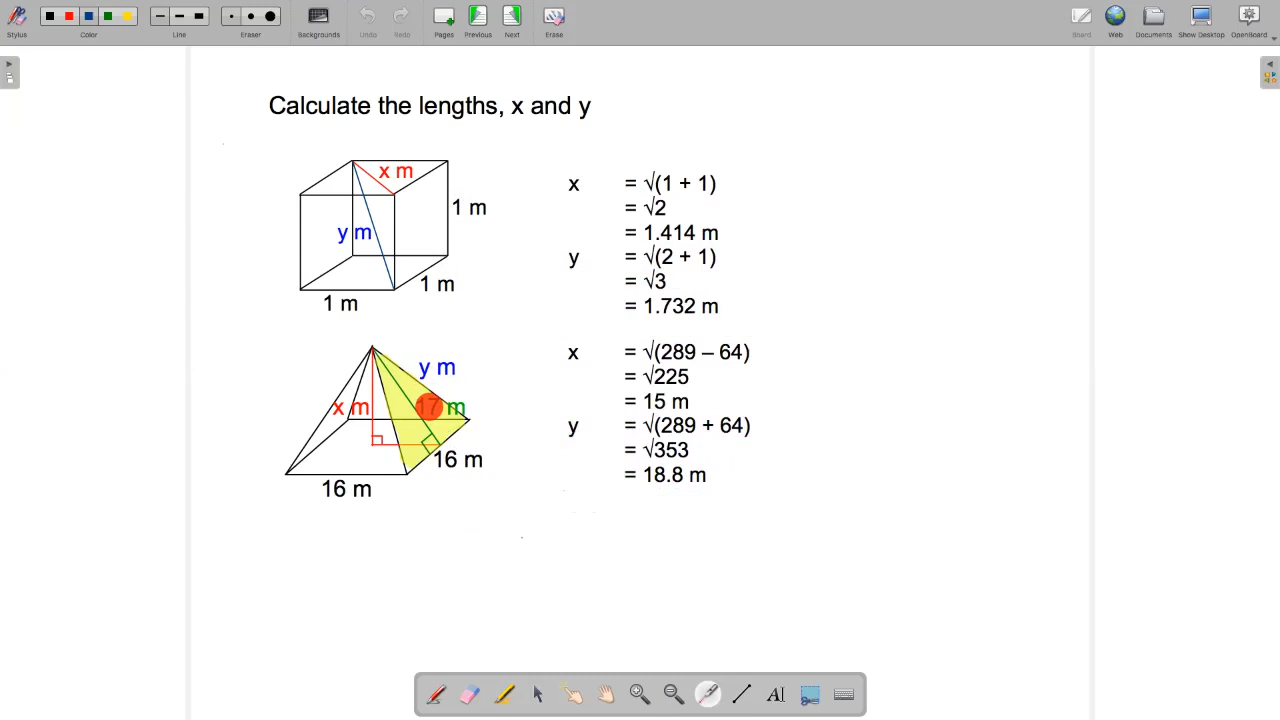 Stylus
Color
Line
Eraser
Backgrounds
Undo
Redo
Pages
Previous
Next
Erase
Board
Web
Documents
Show Desktop
OpenBoard
Calculate the lengths, x and y
x m
y m
1 m
1 m
1 m
x = √(1 + 1)
= √2
= 1.414 m
y = √(2 + 1)
= √3
= 1.732 m
y m
x m
17 m
16 m
16 m
x = √(289 – 64)
= √225
= 15 m
y = √(289 + 64)
= √353
= 18.8 m
AI